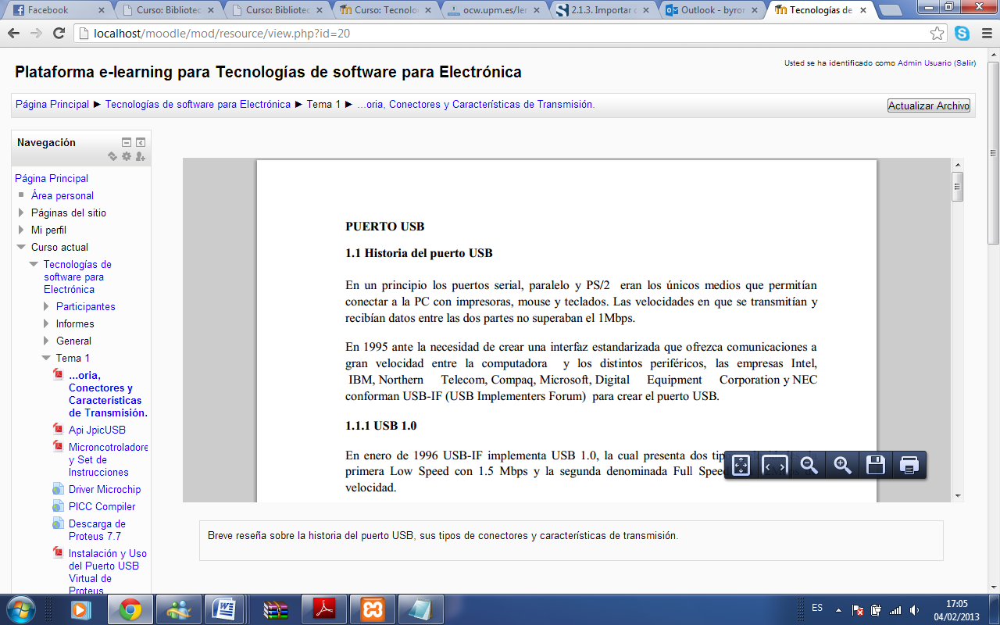 Facebook
Curso: Bibliotec
Curso: Bibliotec
Curso: Tecnolo
ocw.upm.es/ler
2.1.3. Importar
Outlook - byror
Tecnologías de
localhost/moodle/mod/resource/view.php?id=20
Plataforma e-learning para Tecnologías de software para Electrónica
Usted se ha identificado como Admin Usuario (Salir)
Página Principal ► Tecnologías de software para Electrónica ► Tema 1 ► ...oria, Conectores y Características de Transmisión.
Actualizar Archivo
Navegación
Página Principal
Área personal
Páginas del sitio
Mi perfil
Curso actual
Tecnologías de
software para
Electrónica
Participantes
Informes
General
Tema 1
...oria,
Conectores y
Características
de Transmisión.
Api JpicUSB
Microncotroladore
y Set de
Instrucciones
Driver Microchip
PICC Compiler
Descarga de
Proteus 7.7
Instalación y Uso
del Puerto USB
Virtual de
Proteus
PUERTO USB
1.1 Historia del puerto USB
En un principio los puertos serial, paralelo y PS/2 eran los únicos medios que permitían
conectar a la PC con impresoras, mouse y teclados. Las velocidades en que se transmitían y
recibían datos entre las dos partes no superaban el 1Mbps.
En 1995 ante la necesidad de crear una interfaz estandarizada que ofrezca comunicaciones a
gran velocidad entre la computadora y los distintos periféricos, las empresas Intel,
IBM, Northern Telecom, Compaq, Microsoft, Digital Equipment Corporation y NEC
conforman USB-IF (USB Implementers Forum) para crear el puerto USB.
1.1.1 USB 1.0
En enero de 1996 USB-IF implementa USB 1.0, la cual presenta dos tip
primera Low Speed con 1.5 Mbps y la segunda denominada Full Speed
velocidad.
Breve reseña sobre la historia del puerto USB, sus tipos de conectores y características de transmisión.
ES
17:05
04/02/2013